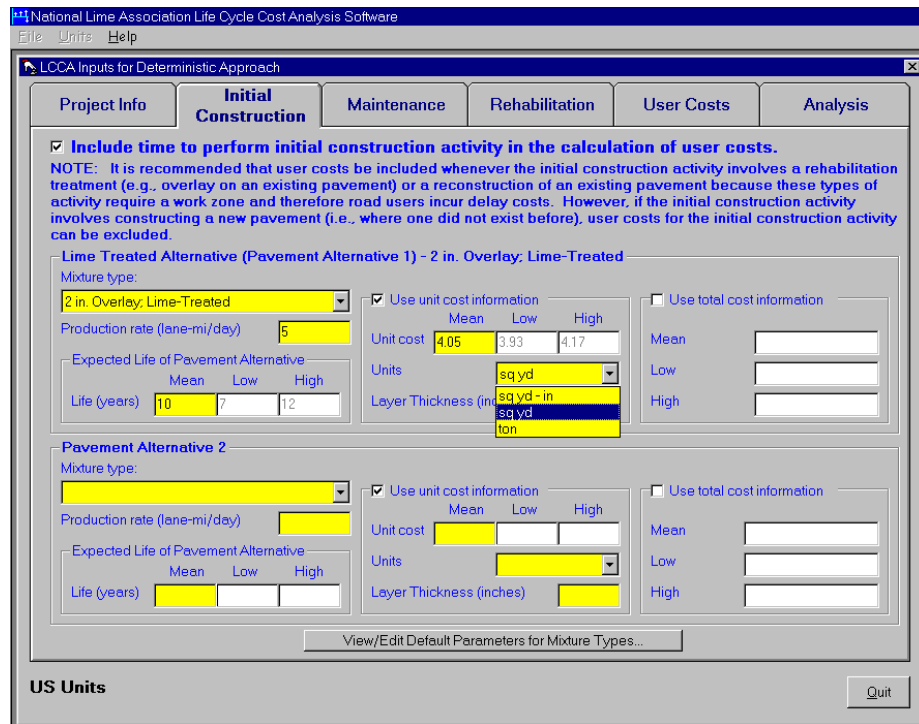 National Lime Association Life Cycle Cost Analysis Software
File Units Help
LCCA Inputs for Deterministic Approach
Project Info Initial Construction Maintenance Rehabilitation User Costs Analysis
Include time to perform initial construction activity in the calculation of user costs.
NOTE: It is recommended that user costs be included whenever the initial construction activity involves a rehabilitation
treatment (e.g., overlay on an existing pavement) or a reconstruction of an existing pavement because these types of
activity require a work zone and therefore road users incur delay costs. However, if the initial construction activity
involves constructing a new pavement (i.e., where one did not exist before), user costs for the initial construction activity
can be excluded.
Lime Treated Alternative (Pavement Alternative 1) - 2 in. Overlay; Lime-Treated
Mixture type:
2 in. Overlay; Lime-Treated
Production rate (lane-mi/day) 5
Expected Life of Pavement Alternative
Mean Low High
Life (years) 10 7 12
Use unit cost information
Mean Low High
Unit cost 4.05 3.93 4.17
Units sq yd
sq yd - in
sq yd
ton
Layer Thickness (inc
Use total cost information
Mean
Low
High
Pavement Alternative 2
Mixture type:
Production rate (lane-mi/day)
Expected Life of Pavement Alternative
Mean Low High
Life (years)
Use unit cost information
Mean Low High
Unit cost
Units
Layer Thickness (inches)
Use total cost information
Mean
Low
High
View/Edit Default Parameters for Mixture Types...
US Units
Quit